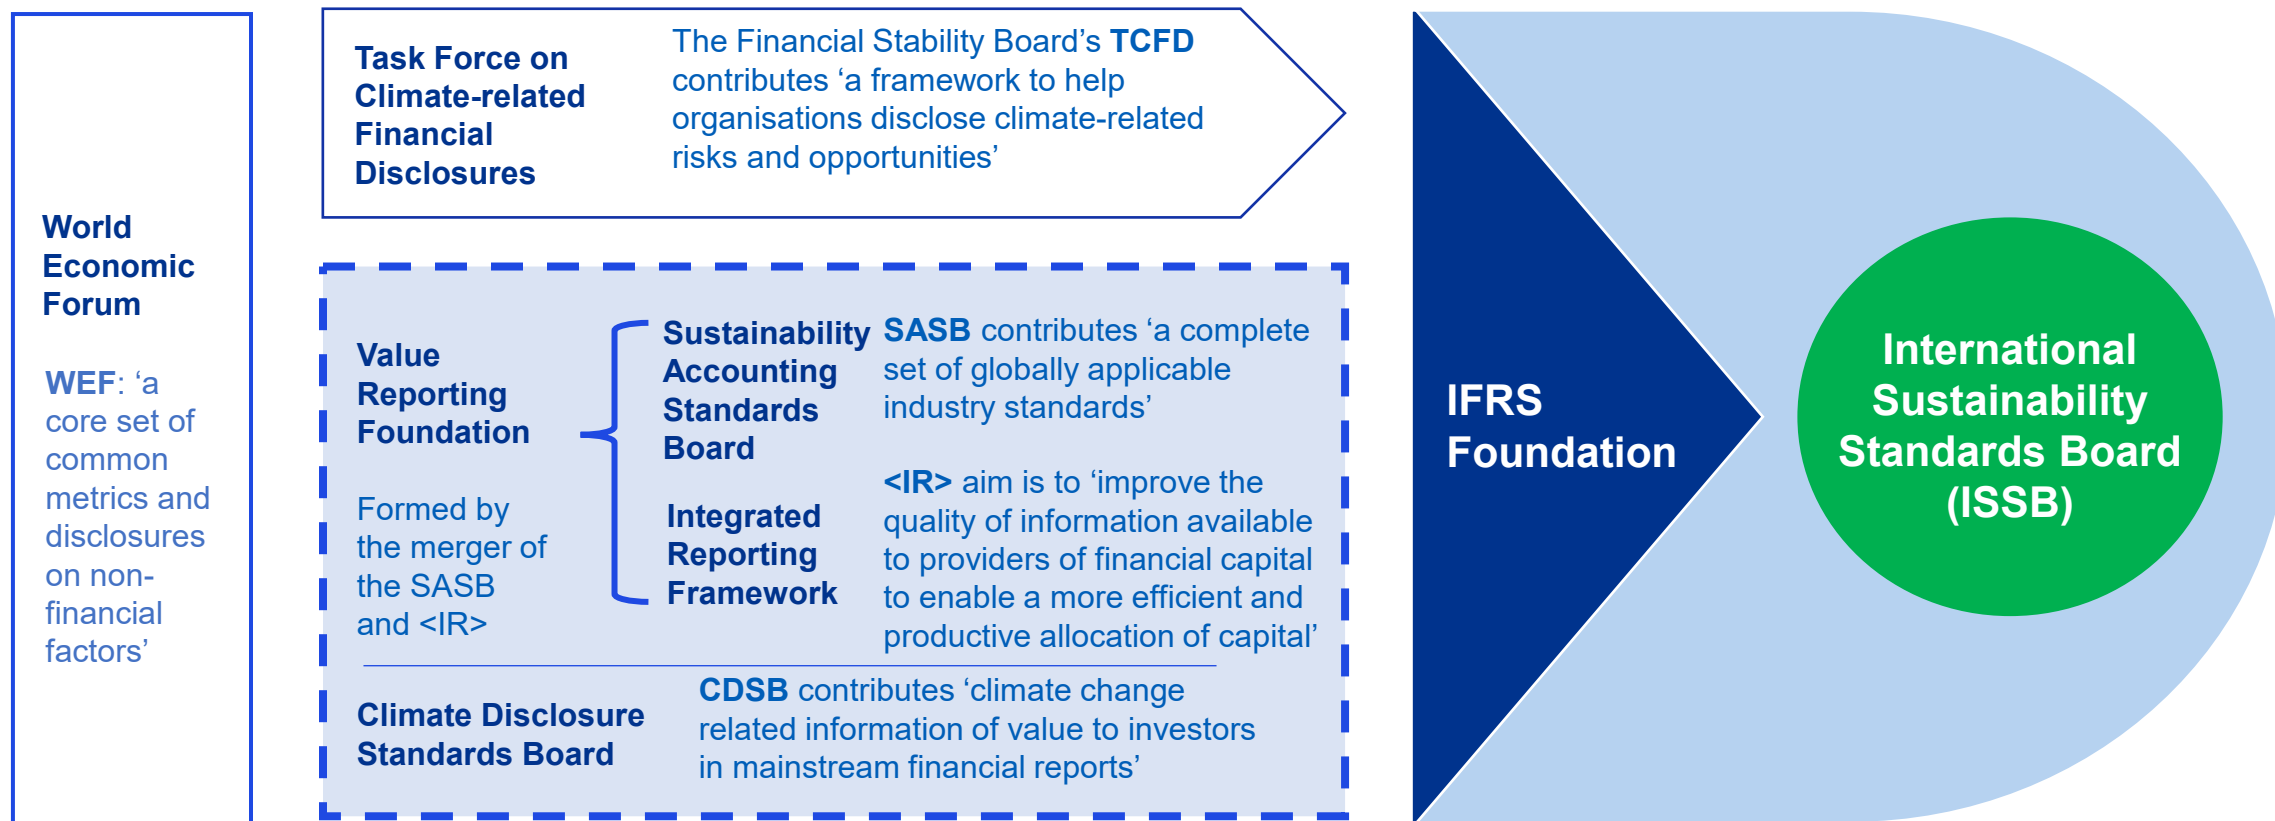 World
Economic
Forum
WEF: ‘a
core set of
common
metrics and
disclosures
on non-
financial
factors’
Task Force on
Climate-related
Financial
Disclosures
The Financial Stability Board’s TCFD
contributes ‘a framework to help
organisations disclose climate-related
risks and opportunities’
Value
Reporting
Foundation
Formed by
the merger of
the SASB
and <IR>
Sustainability
Accounting
Standards
Board
SASB contributes ‘a complete
set of globally applicable
industry standards’
Integrated
Reporting
Framework
<IR> aim is to ‘improve the
quality of information available
to providers of financial capital
to enable a more efficient and
productive allocation of capital’
Climate Disclosure
Standards Board
CDSB contributes ‘climate change
related information of value to investors
in mainstream financial reports’
IFRS
Foundation
International
Sustainability
Standards Board
(ISSB)